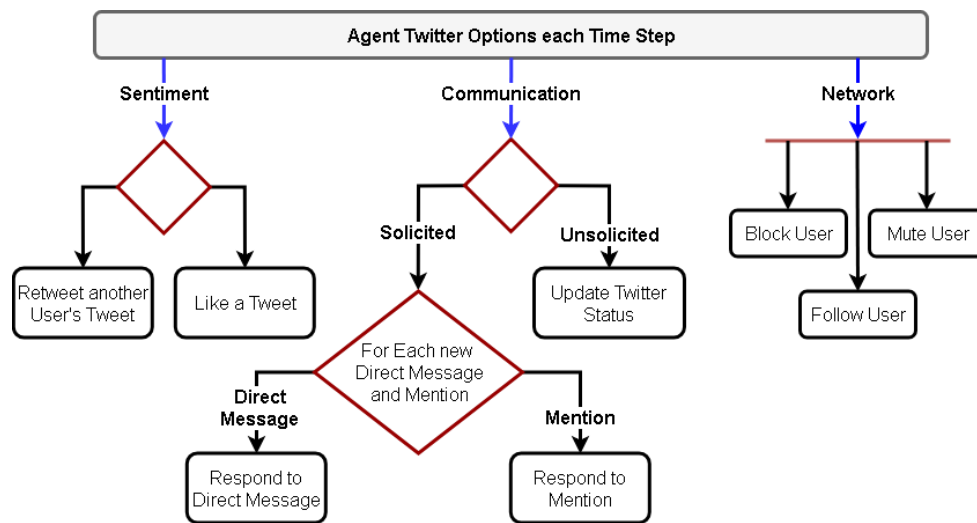 Agent Twitter Options each Time Step
Sentiment
Communication
Network
Solicited
Unsolicited
Block User
Mute User
Retweet another
User's Tweet
Like a Tweet
Update Twitter
Status
Follow User
For Each new
Direct Message
and Mention
Direct
Message
Mention
Respond to
Direct Message
Respond to
Mention